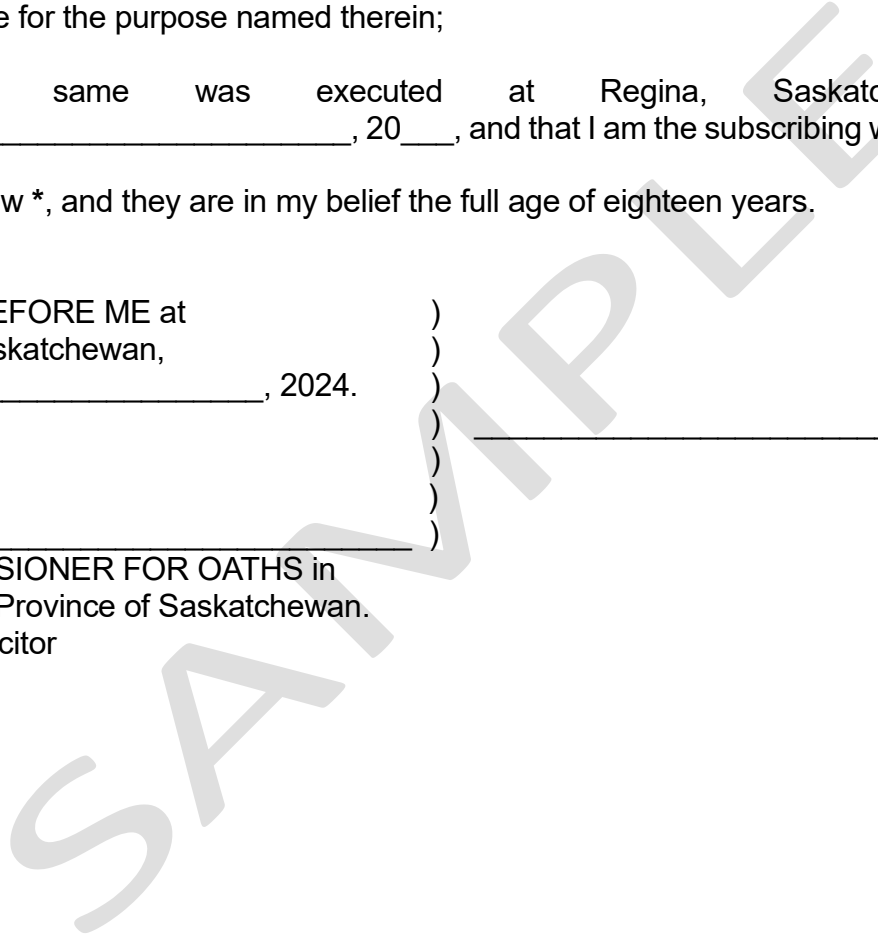 e for the purpose named therein;
same was executed at Regina, Saskatc
______________________, 20___, and that I am the subscribing w
w *, and they are in my belief the full age of eighteen years.
EFORE ME at )
skatchewan, )
________________, 2024. )
) ________________________
)
)
________________________ )
SIONER FOR OATHS in
Province of Saskatchewan.
citor
SAMPLE